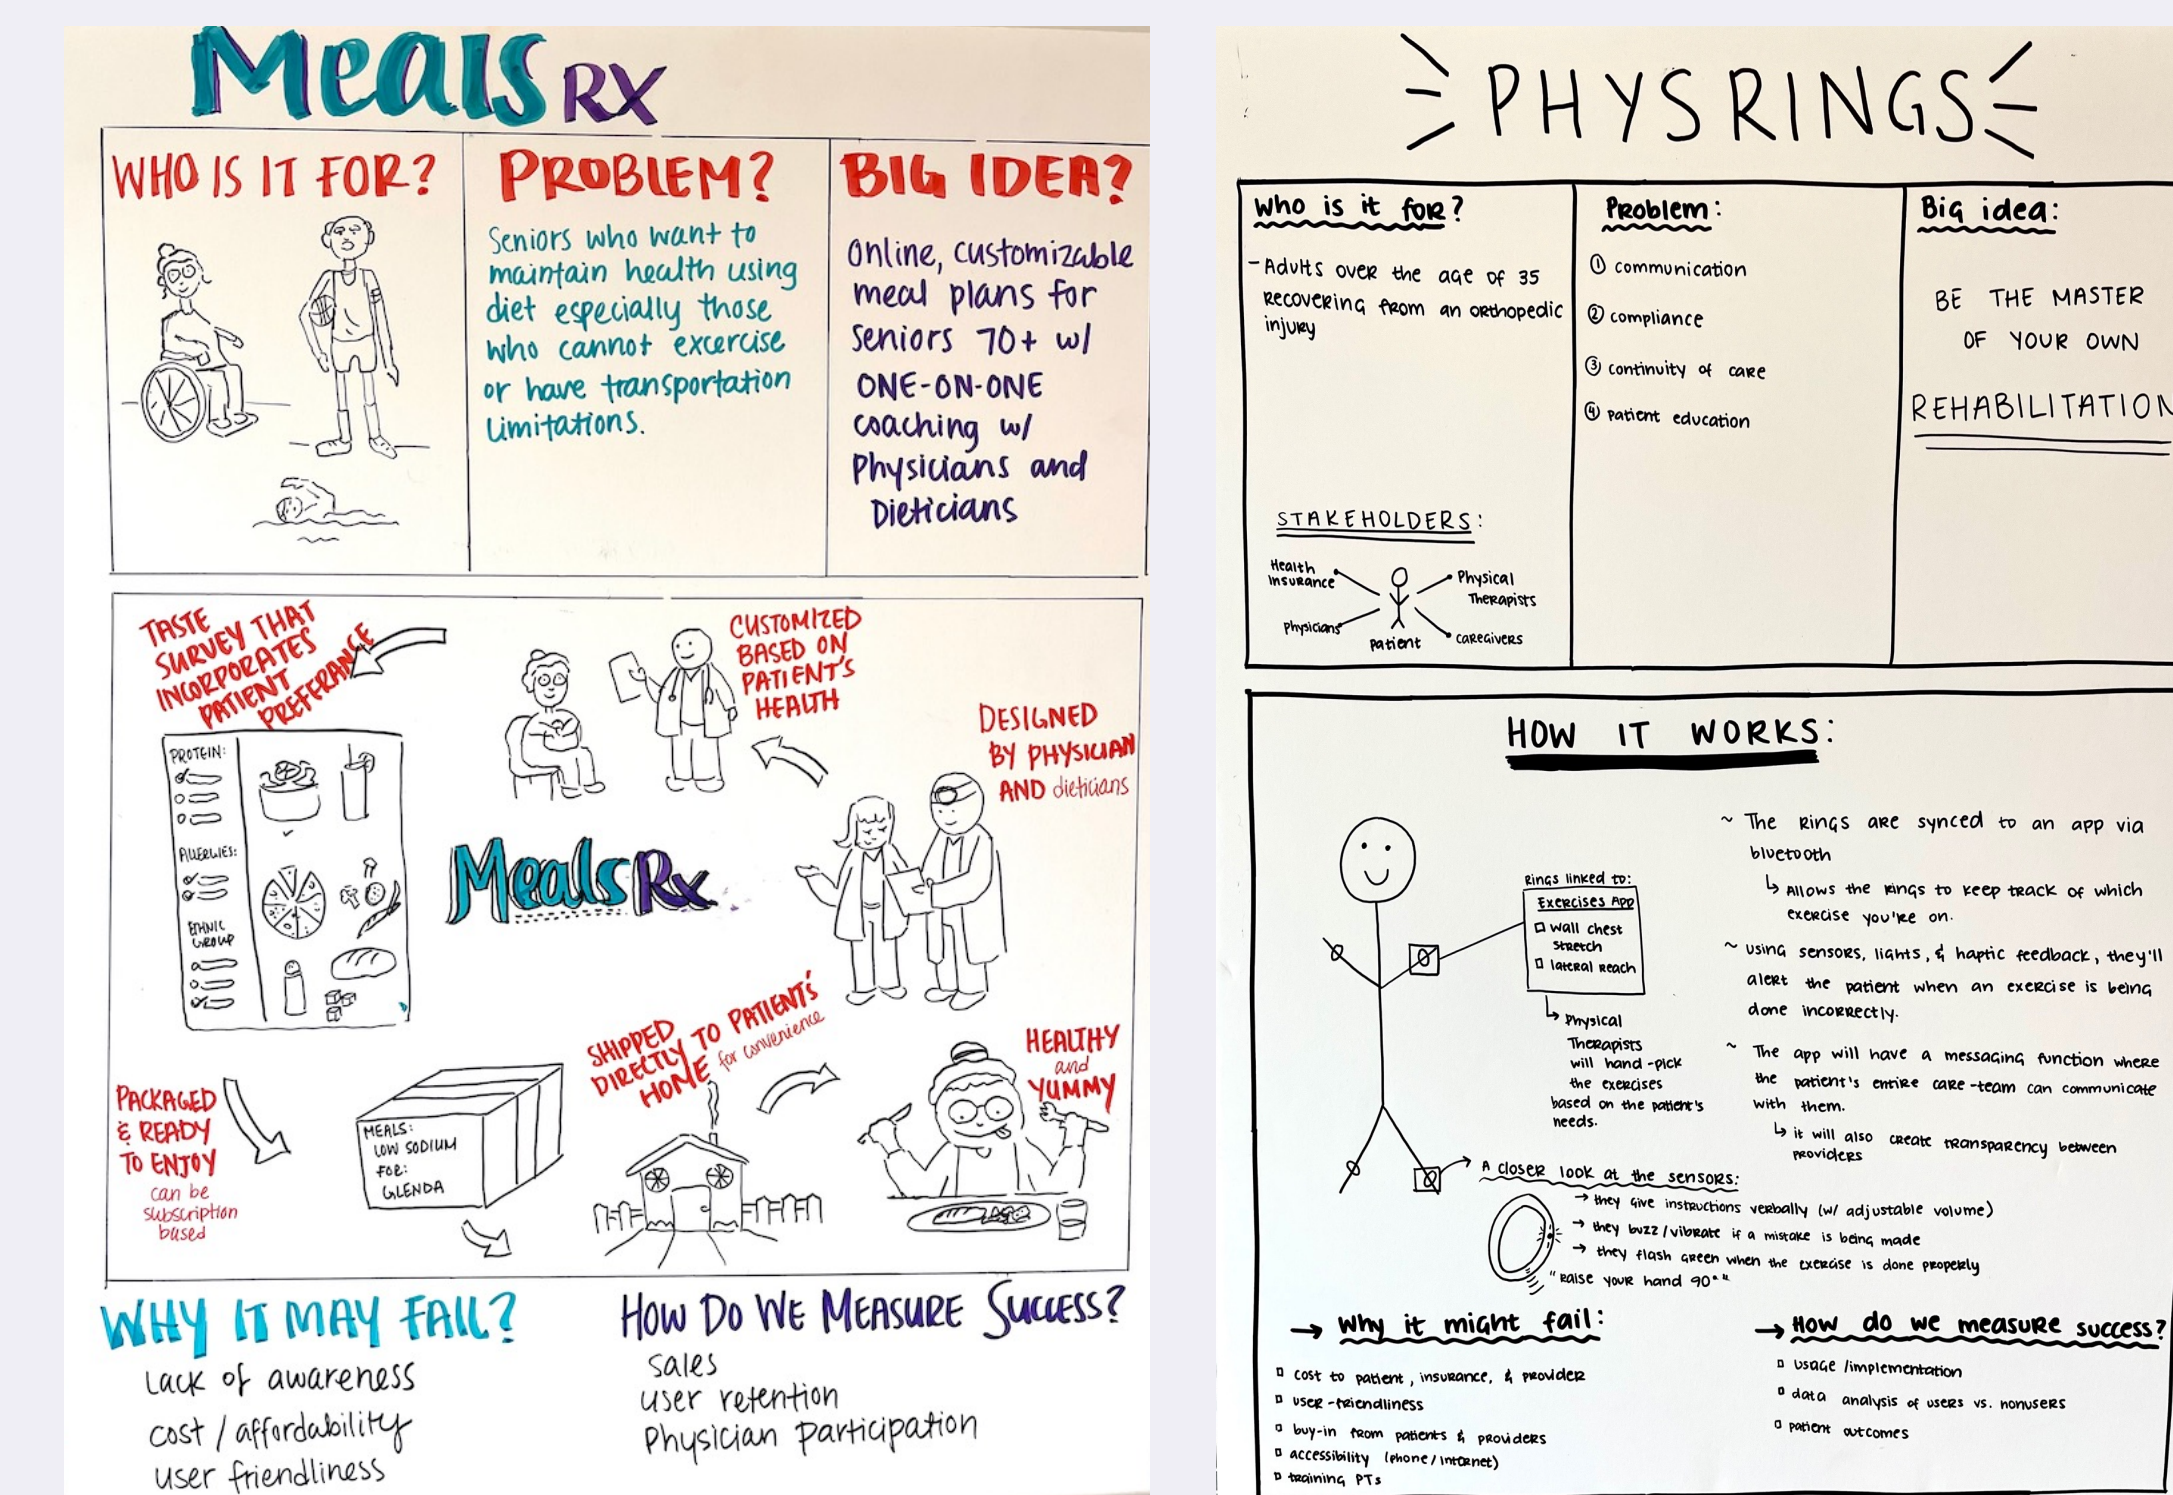 Meals RX
WHO IS IT FOR?
PROBLEM?
Seniors who want to
maintain health using
diet especially those
who cannot excercise
or have transportation
limitations.
BIG IDEA?
Online, customizable
meal plans for
seniors 70+ w/
ONE-ON-ONE
coaching w/
Physicians and
Dieticians
TASTE
SURVEY THAT
INCORPORATES
PATIENT
PREFERANCE
CUSTOMIZED
BASED ON
PATIENT'S
HEALTH
DESIGNED
BY PHYSICIAN
AND dieticians
PROTEIN:
ALLERGIES:
ETHNIC
GROUP
Meals Rx
PACKAGED
& READY
TO ENJOY
can be
subscription
based
MEALS:
LOW SODIUM
FOR:
GLENDA
SHIPPED
DIRECTLY TO PATIENT'S
HOME for convenience
HEALTHY
and
YUMMY
WHY IT MAY FAIL?
Lack of awareness
cost / affordability
user friendliness
HOW DO WE MEASURE SUCCESS?
sales
user retention
Physician Participation
PHYSRINGS
Who is it for?
- Adults over the age of 35
recovering from an orthopedic
injury
STAKEHOLDERS:
Health
Insurance
Physical
Therapists
Physicians
Patient
caregivers
Problem:
① communication
② compliance
③ continuity of care
④ patient education
Big idea:
BE THE MASTER
OF YOUR OWN
REHABILITATION
HOW IT WORKS:
Rings linked to:
Exercises App
wall chest
stretch
lateral reach
↳ Physical
Therapists
will hand-pick
the exercises
based on the patient's
needs.
~ The rings are synced to an app via
bluetooth
↳ Allows the rings to keep track of which
exercise you're on.
~ using sensors, lights, & haptic feedback, they'll
alert the patient when an exercise is being
done incorrectly.
~ The app will have a messaging function where
the patient's entire care-team can communicate
with them.
↳ it will also create transparency between
providers
A closer look at the sensors:
→ they give instructions verbally (w/ adjustable volume)
→ they buzz/vibrate if a mistake is being made
→ they flash green when the exercise is done properly
"raise your hand 90°"
→ Why it might fail:
cost to patient, insurance, & provider
user-friendliness
buy-in from patients & providers
accessibility (phone/internet)
training PTs
→ How do we measure success?
usage/implementation
data analysis of users vs. nonusers
patient outcomes